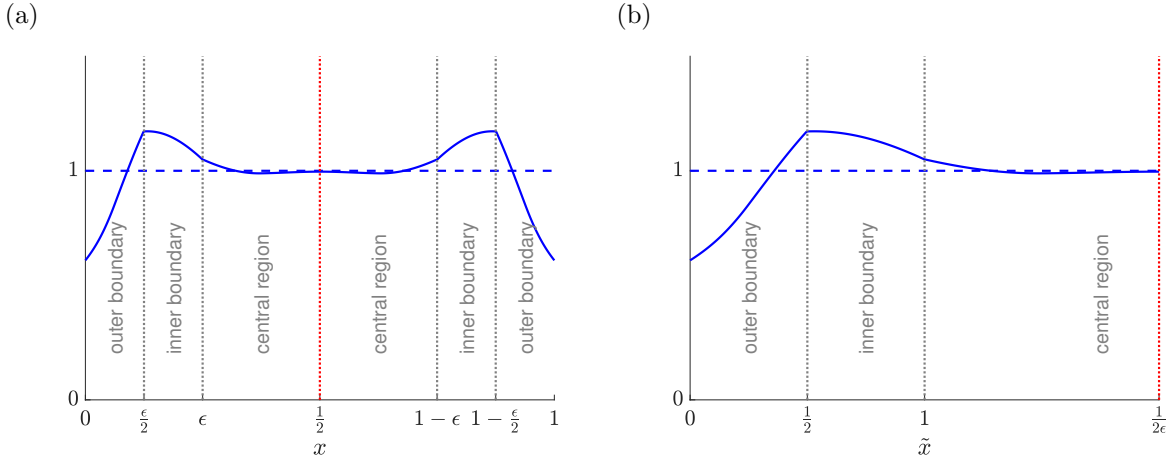 (a)
1
0
outer boundary
inner boundary
central region
central region
inner boundary
outer boundary
0
ϵ/2
ϵ
1/2
1 − ϵ
1 − ϵ/2
1
x
(b)
1
0
outer boundary
inner boundary
central region
0
1/2
1
1/2ϵ
x̃